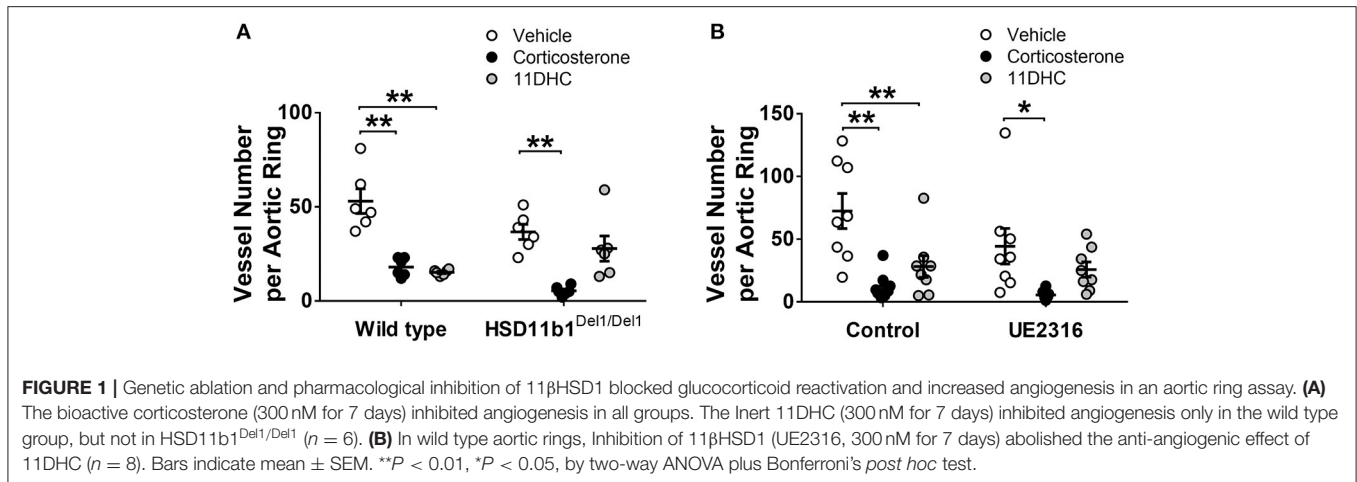 A
Vehicle
Corticosterone
11DHC
Vessel Number
per Aortic Ring
100
50
0
**
**
**
Wild type
HSD11b1Del1/Del1
B
Vehicle
Corticosterone
11DHC
Vessel Number
per Aortic Ring
150
100
50
0
**
**
*
Control
UE2316
FIGURE 1 | Genetic ablation and pharmacological inhibition of 11βHSD1 blocked glucocorticoid reactivation and increased angiogenesis in an aortic ring assay. (A)
The bioactive corticosterone (300 nM for 7 days) inhibited angiogenesis in all groups. The Inert 11DHC (300 nM for 7 days) inhibited angiogenesis only in the wild type
group, but not in HSD11b1Del1/Del1 (n = 6). (B) In wild type aortic rings, Inhibition of 11βHSD1 (UE2316, 300 nM for 7 days) abolished the anti-angiogenic effect of
11DHC (n = 8). Bars indicate mean ± SEM. **P < 0.01, *P < 0.05, by two-way ANOVA plus Bonferroni's post hoc test.